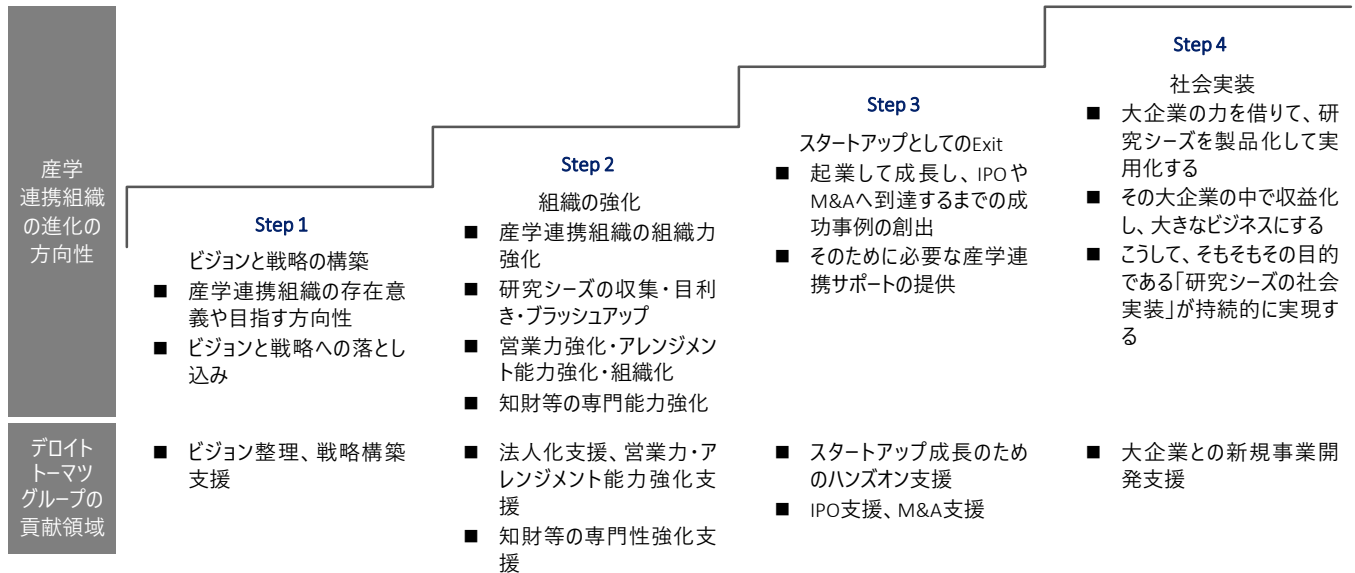 産学
連携組織
の進化の
方向性
Step 1
ビジョンと戦略の構築
■ 産学連携組織の存在意
義や目指す方向性
■ ビジョンと戦略への落とし
込み
Step 2
組織の強化
■ 産学連携組織の組織力
強化
■ 研究シーズの収集・目利
き・ブラッシュアップ
■ 営業力強化・アレンジメン
ト能力強化・組織化
■ 知財等の専門能力強化
Step 3
スタートアップとしてのExit
■ 起業して成長し、IPOや
M&Aへ到達するまでの成
功事例の創出
■ そのために必要な産学連
携サポートの提供
Step 4
社会実装
■ 大企業の力を借りて、研
究シーズを製品化して実
用化する
■ その大企業の中で収益化
し、大きなビジネスにする
■ こうして、そもそもその目的
である「研究シーズの社会
実装」が持続的に実現す
る
デロイト
トーマツ
グループの
貢献領域
■ ビジョン整理、戦略構築
支援
■ 法人化支援、営業力・ア
レンジメント能力強化支
援
■ 知財等の専門性強化支
援
■ スタートアップ成長のため
のハンズオン支援
■ IPO支援、M&A支援
■ 大企業との新規事業開
発支援